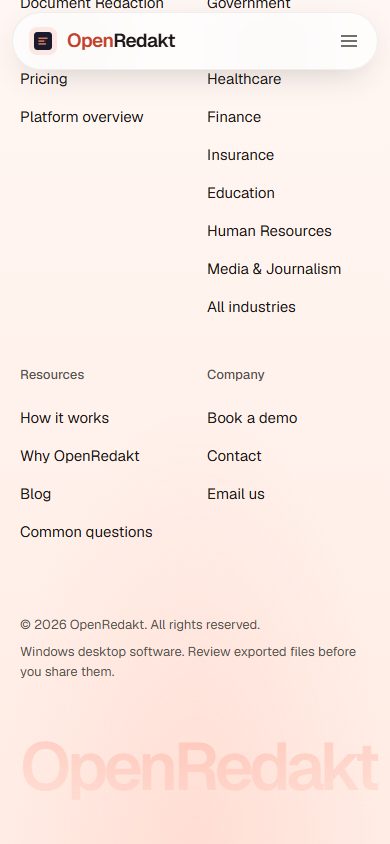 Document Redaction
Government
OpenRedakt
Pricing
Healthcare
Platform overview
Finance
Insurance
Education
Human Resources
Media & Journalism
All industries
Resources
How it works
Why OpenRedakt
Blog
Common questions
Company
Book a demo
Contact
Email us
© 2026 OpenRedakt. All rights reserved.
Windows desktop software. Review exported files before
you share them.
OpenRedakt